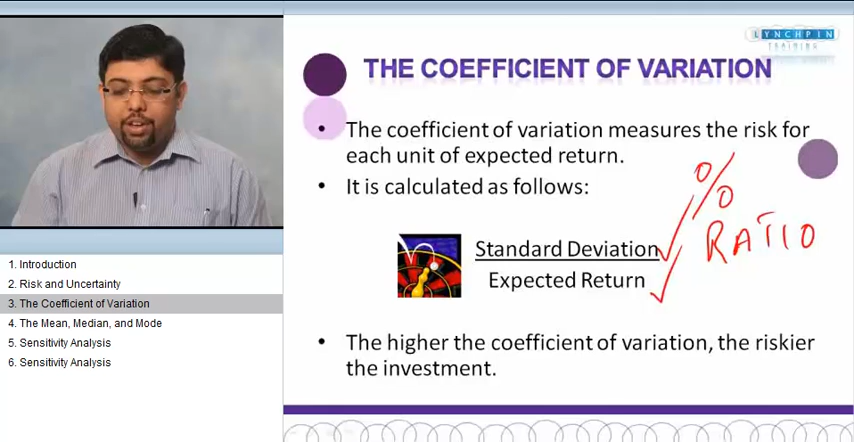 LYNCHPIN
TRAINING
THE COEFFICIENT OF VARIATION
• The coefficient of variation measures the risk for
each unit of expected return.
• It is calculated as follows:
%
RATIO
Standard Deviation
Expected Return
• The higher the coefficient of variation, the riskier
the investment.
1. Introduction
2. Risk and Uncertainty
3. The Coefficient of Variation
4. The Mean, Median, and Mode
5. Sensitivity Analysis
6. Sensitivity Analysis